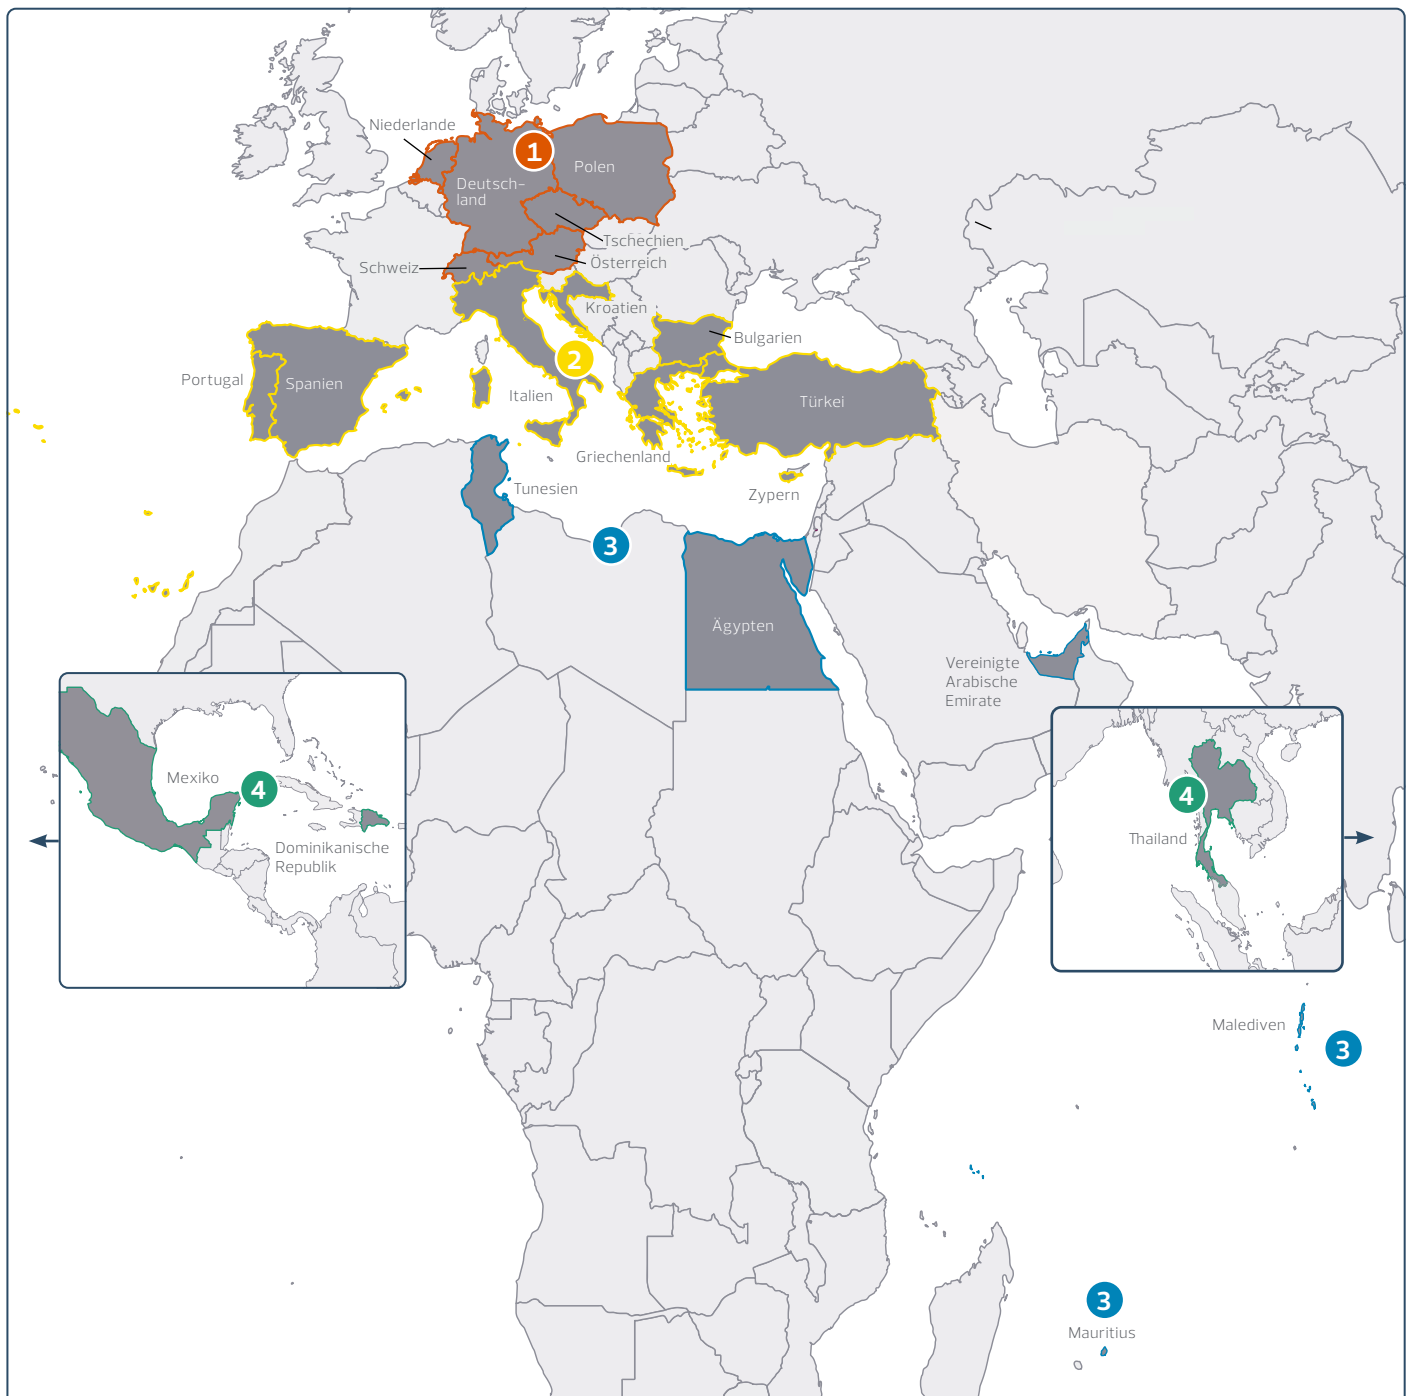 Niederlande
1
Polen
Deutsch-
land
Tschechien
Österreich
Schweiz
Kroatien
Bulgarien
2
Portugal
Spanien
Italien
Türkei
Griechenland
Tunesien
Zypern
3
Ägypten
Vereinigte
Arabische
Emirate
Mexiko
4
Dominikanische
Republik
4
Thailand
Malediven
3
3
Mauritius